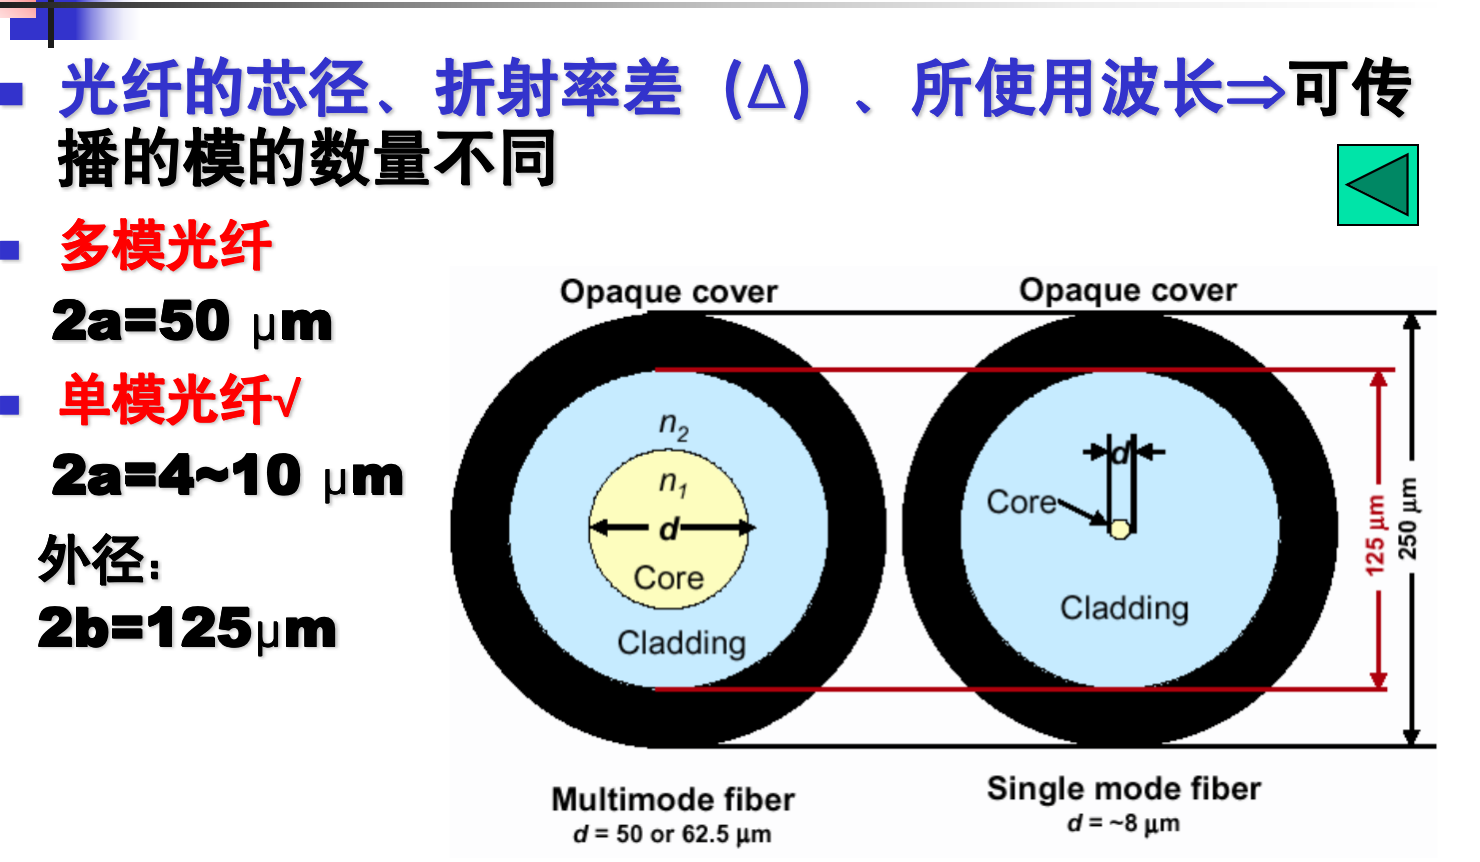 光纤的芯径、折射率差（Δ）、所使用波长⇒可传
播的模的数量不同
多模光纤
2a=50 μm
单模光纤√
2a=4~10 μm
外径：
2b=125μm
Opaque cover
n2
n1
d
Core
Cladding
Multimode fiber
d = 50 or 62.5 μm
Opaque cover
d
Core
Cladding
125 μm
250 μm
Single mode fiber
d = ~8 μm